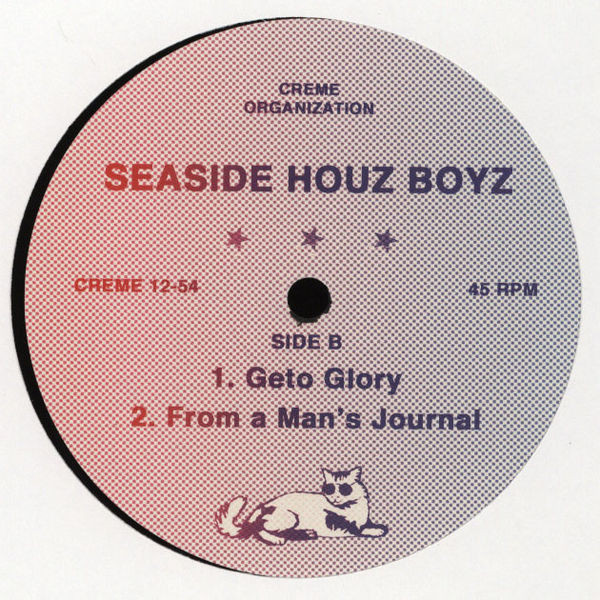 CREME
ORGANIZATION
SEASIDE HOUZ BOYZ
CREME 12-54
45 RPM
SIDE B
1. Geto Glory
2. From a Man's Journal